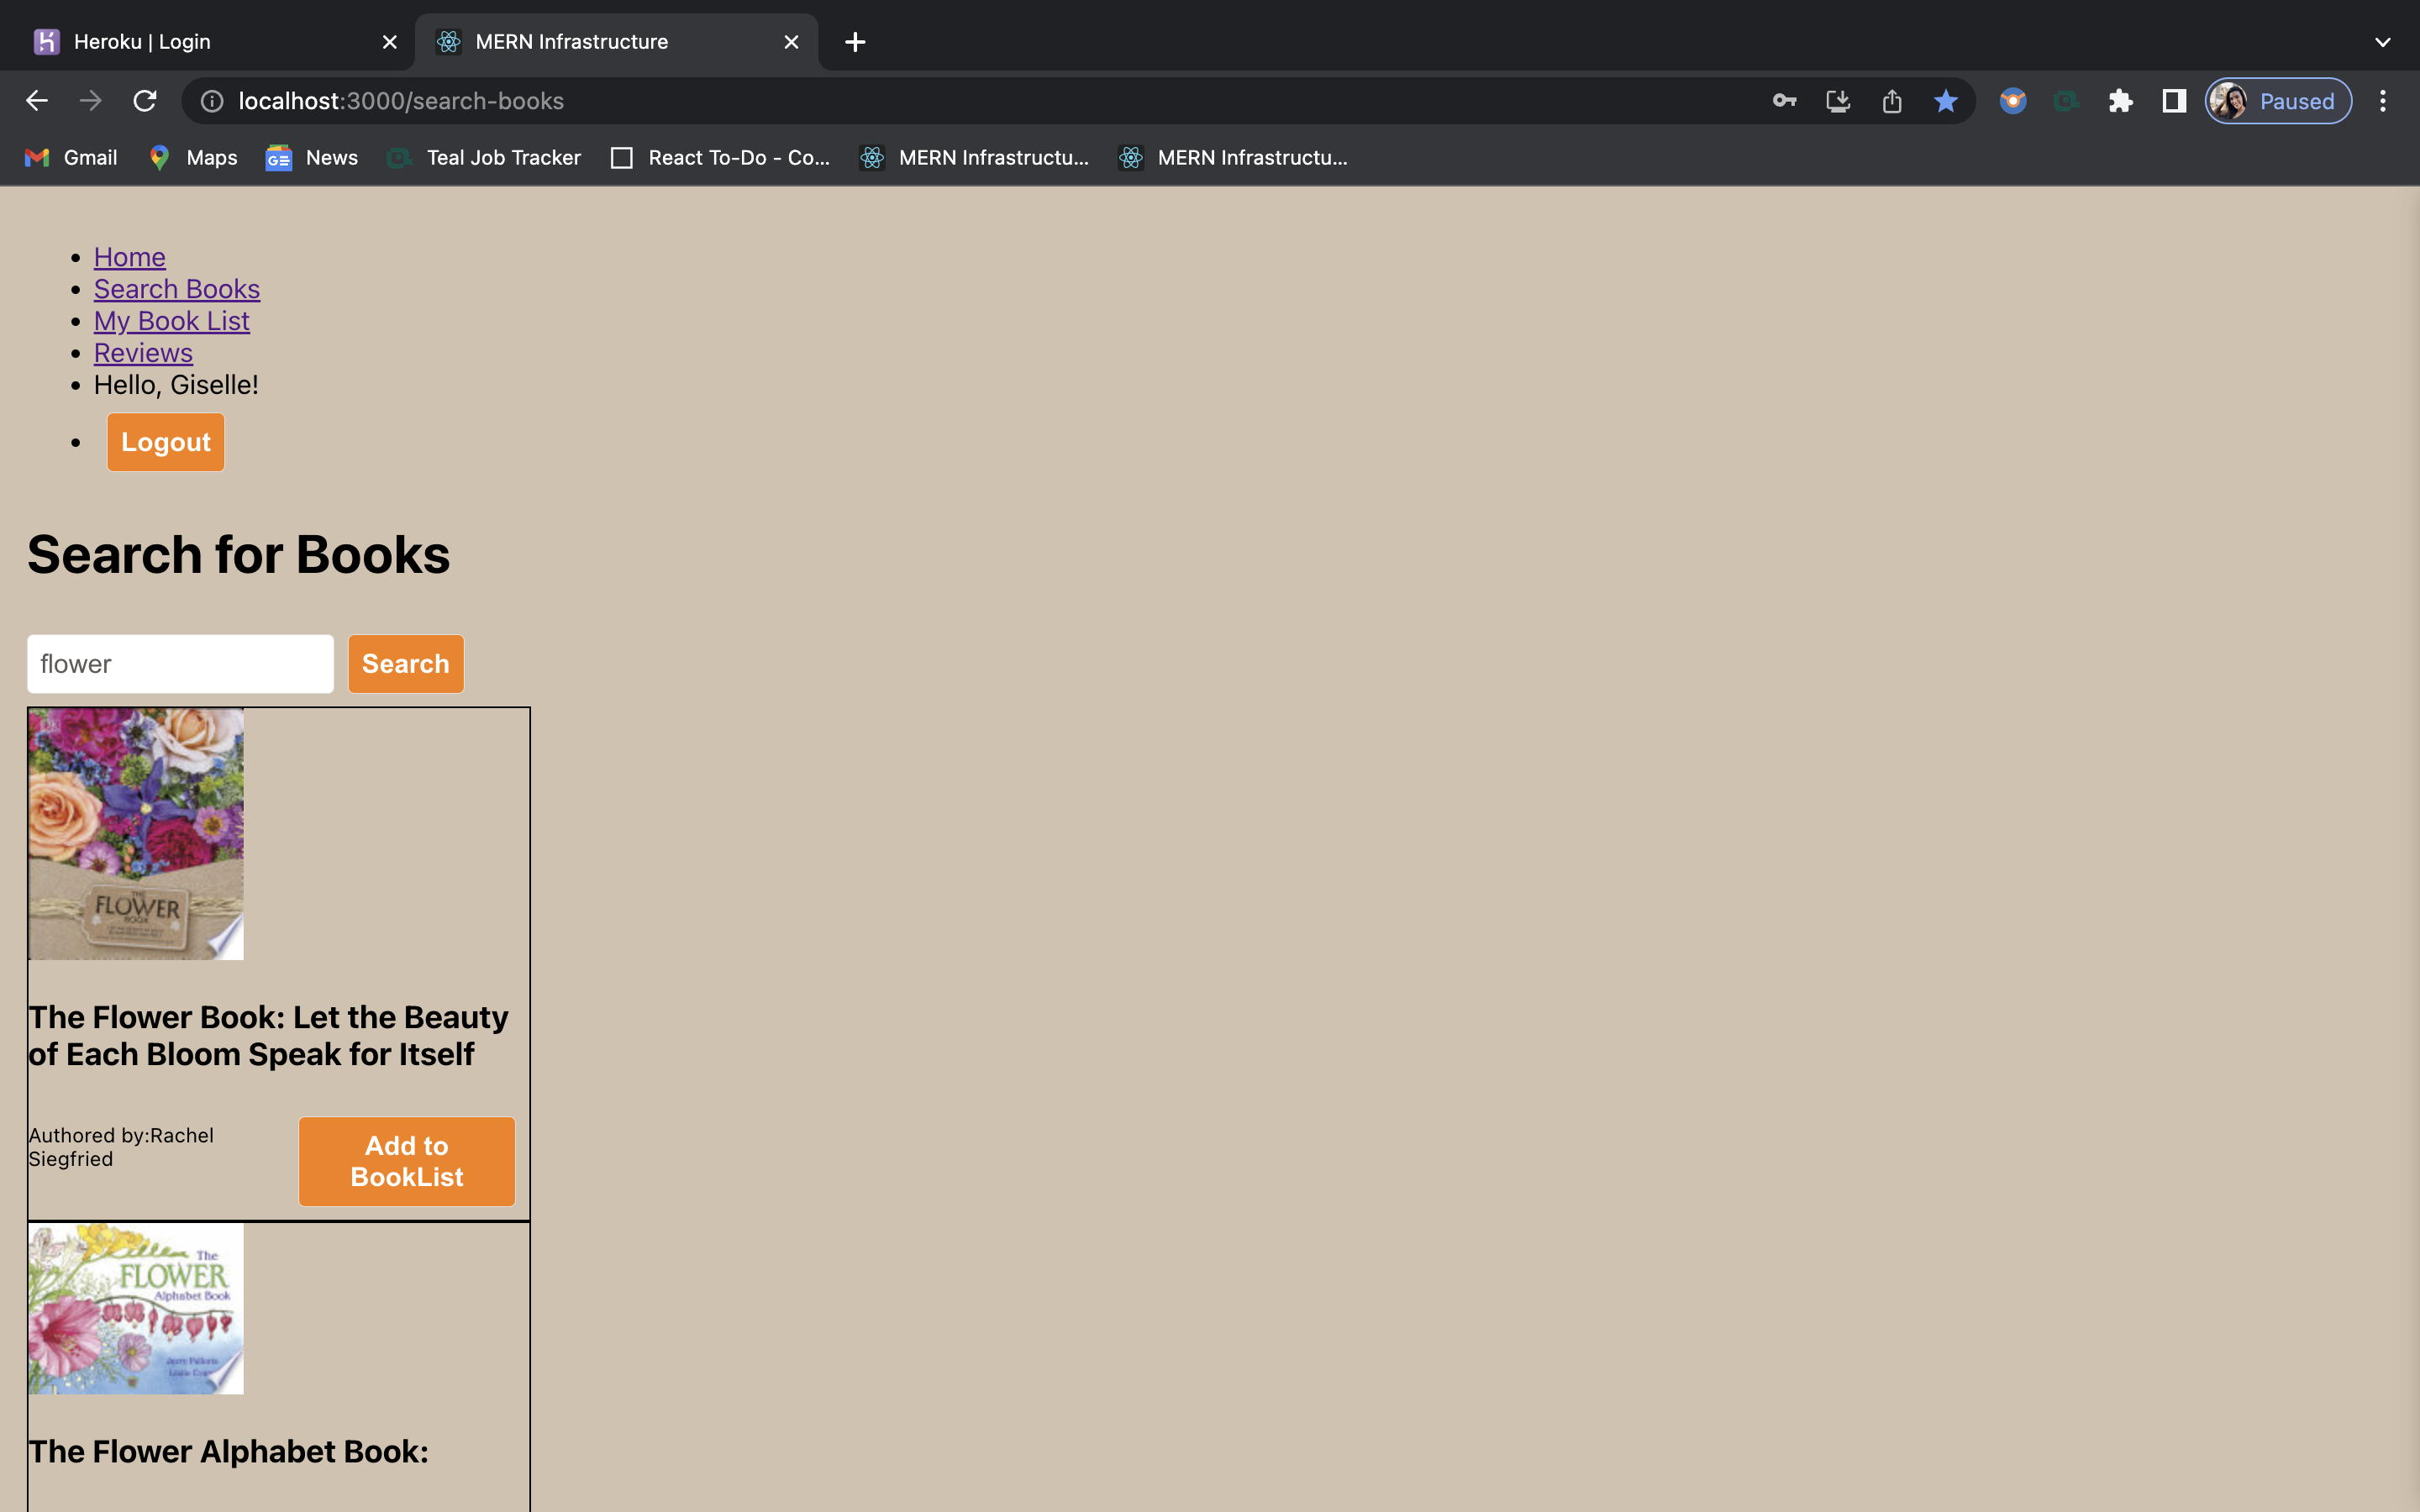 Heroku | Login
MERN Infrastructure
localhost:3000/search-books
Paused
Gmail
Maps
News
Teal Job Tracker
React To-Do - Co...
MERN Infrastructu...
MERN Infrastructu...
Home
Search Books
My Book List
Reviews
Hello, Giselle!
Logout
Search for Books
flower
Search
THE
FLOWER
BOOK
The Flower Book: Let the Beauty
of Each Bloom Speak for Itself
Authored by:Rachel
Siegfried
Add to
BookList
The
FLOWER
Alphabet Book
Jerry Pallotta
The Flower Alphabet Book: